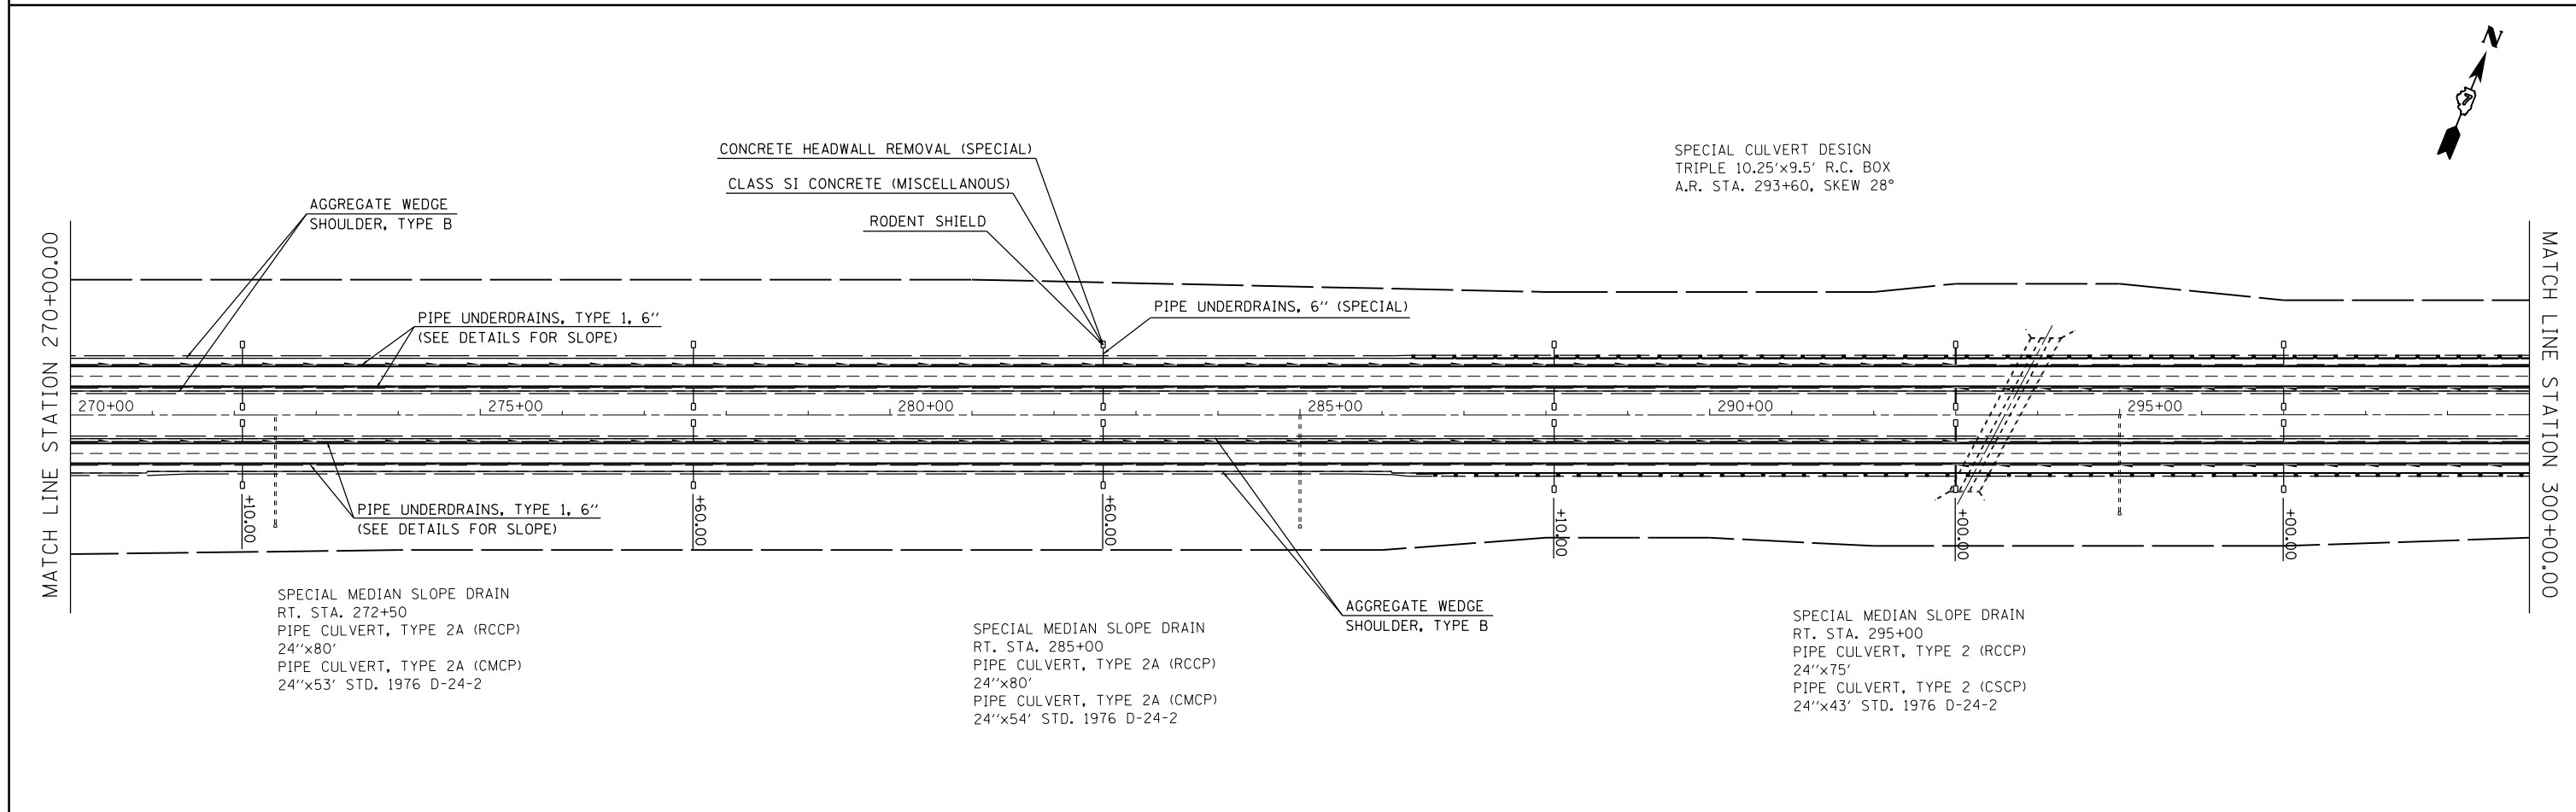 N
7
CONCRETE HEADWALL REMOVAL (SPECIAL)
CLASS SI CONCRETE (MISCELLANOUS)
RODENT SHIELD
SPECIAL CULVERT DESIGN
TRIPLE 10.25'x9.5' R.C. BOX
A.R. STA. 293+60, SKEW 28°
AGGREGATE WEDGE
SHOULDER, TYPE B
MATCH LINE STATION 270+00.00
MATCH LINE STATION 300+00.00
PIPE UNDERDRAINS, TYPE 1, 6''
(SEE DETAILS FOR SLOPE)
PIPE UNDERDRAINS, 6'' (SPECIAL)
270+00
275+00
280+00
285+00
290+00
295+00
PIPE UNDERDRAINS, TYPE 1, 6''
(SEE DETAILS FOR SLOPE)
+10.00
+60.00
+60.00
+10.00
+00.00
+00.00
SPECIAL MEDIAN SLOPE DRAIN
RT. STA. 272+50
PIPE CULVERT, TYPE 2A (RCCP)
24''x80'
PIPE CULVERT, TYPE 2A (CMCP)
24''x53' STD. 1976 D-24-2
SPECIAL MEDIAN SLOPE DRAIN
RT. STA. 285+00
PIPE CULVERT, TYPE 2A (RCCP)
24''x80'
PIPE CULVERT, TYPE 2A (CMCP)
24''x54' STD. 1976 D-24-2
AGGREGATE WEDGE
SHOULDER, TYPE B
SPECIAL MEDIAN SLOPE DRAIN
RT. STA. 295+00
PIPE CULVERT, TYPE 2 (RCCP)
24''x75'
PIPE CULVERT, TYPE 2 (CSCP)
24''x43' STD. 1976 D-24-2